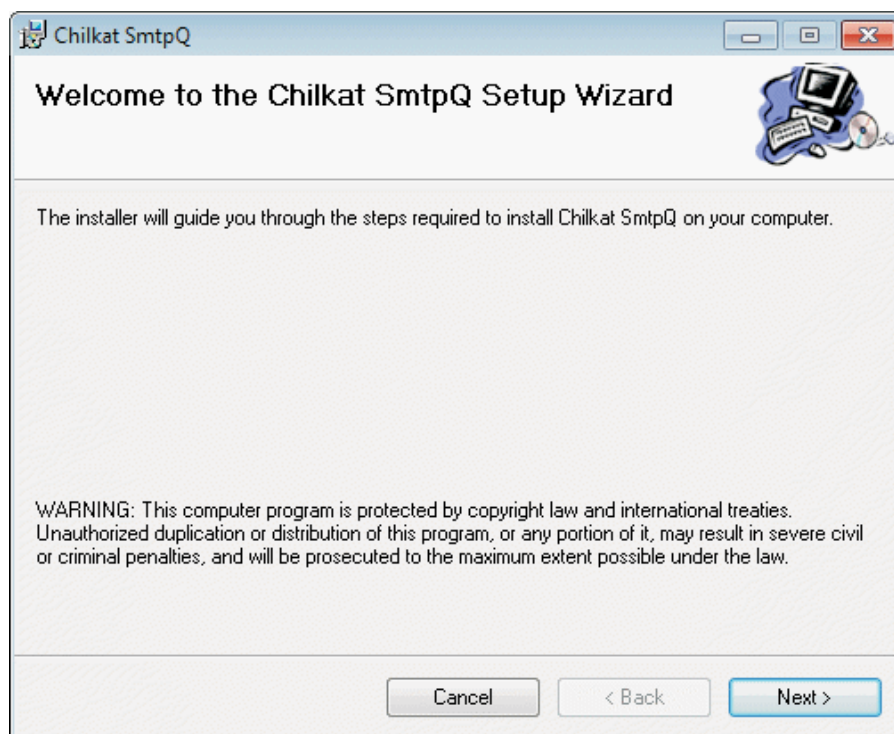 Chilkat SmtpQ
Welcome to the Chilkat SmtpQ Setup Wizard
The installer will guide you through the steps required to install Chilkat SmtpQ on your computer.
WARNING: This computer program is protected by copyright law and international treaties.
Unauthorized duplication or distribution of this program, or any portion of it, may result in severe civil
or criminal penalties, and will be prosecuted to the maximum extent possible under the law.
Cancel
< Back
Next >